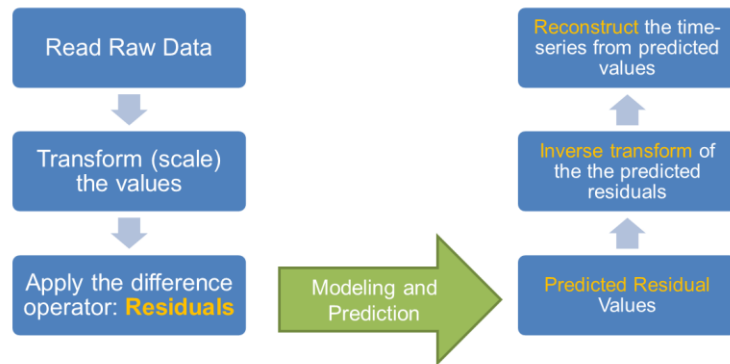 Read Raw Data
Transform (scale)
the values
Apply the difference
operator: Residuals
Modeling and
Prediction
Predicted Residual
Values
Inverse transform of
the the predicted
residuals
Reconstruct the time-
series from predicted
values